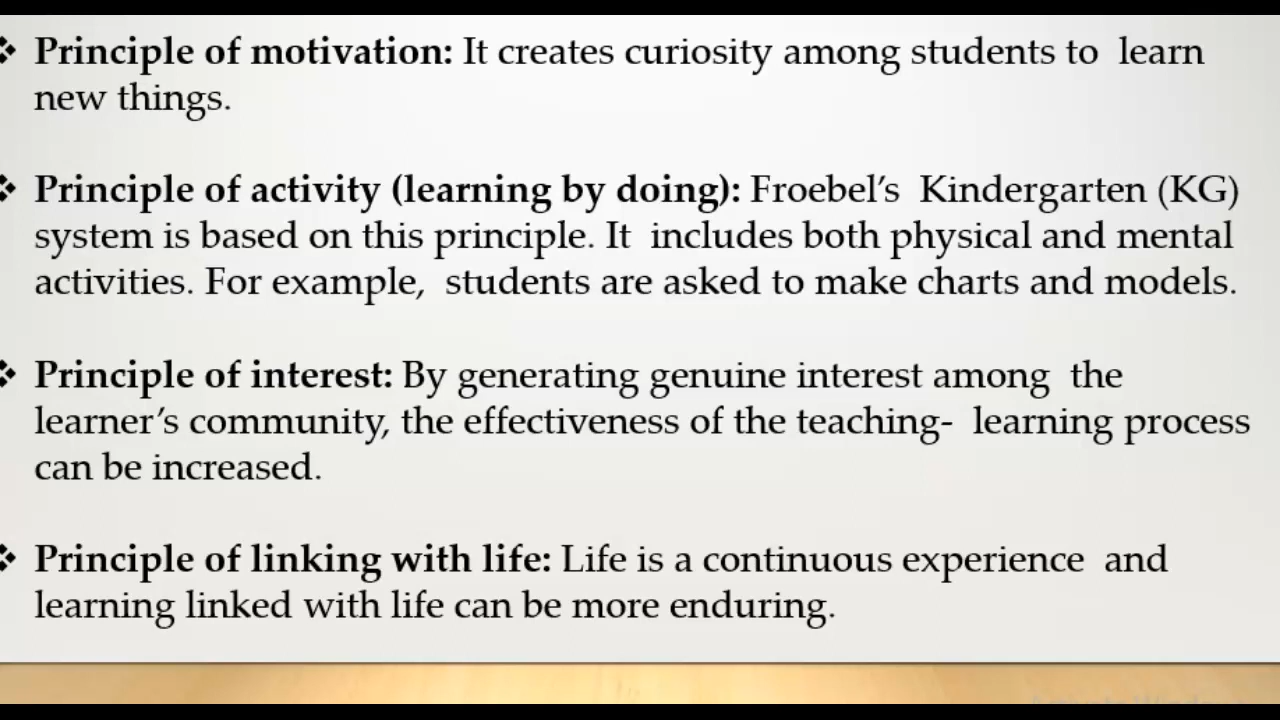 ❖ Principle of motivation: It creates curiosity among students to learn
new things.
❖ Principle of activity (learning by doing): Froebel’s Kindergarten (KG)
system is based on this principle. It includes both physical and mental
activities. For example, students are asked to make charts and models.
❖ Principle of interest: By generating genuine interest among the
learner’s community, the effectiveness of the teaching- learning process
can be increased.
❖ Principle of linking with life: Life is a continuous experience and
learning linked with life can be more enduring.